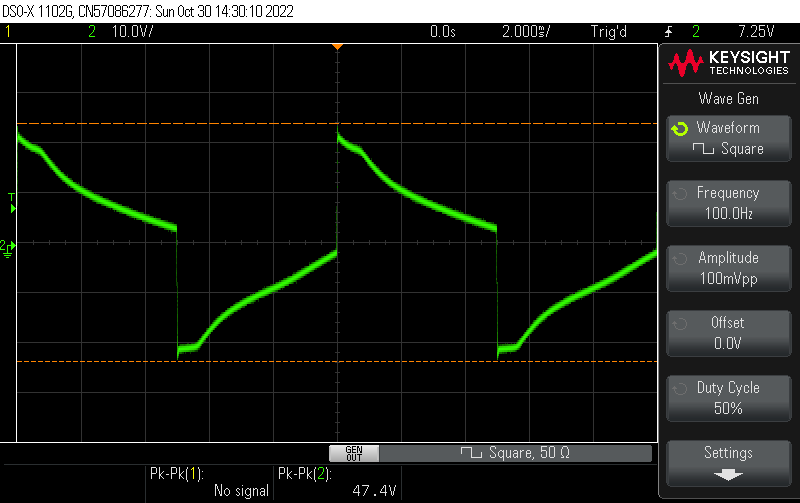 DSO-X 1102G, CN57086277: Sun Oct 30 14:30:10 2022
1 2 10.0V/ 0.0s 2.000ms/ Trig'd 2 7.25V
KEYSIGHT
TECHNOLOGIES
Wave Gen
Waveform
Square
Frequency
100.0Hz
Amplitude
100mVpp
Offset
0.0V
Duty Cycle
50%
Settings
T
2
GEN
OUT
Square, 50 Ω
Pk-Pk(1):
No signal
Pk-Pk(2):
47.4V